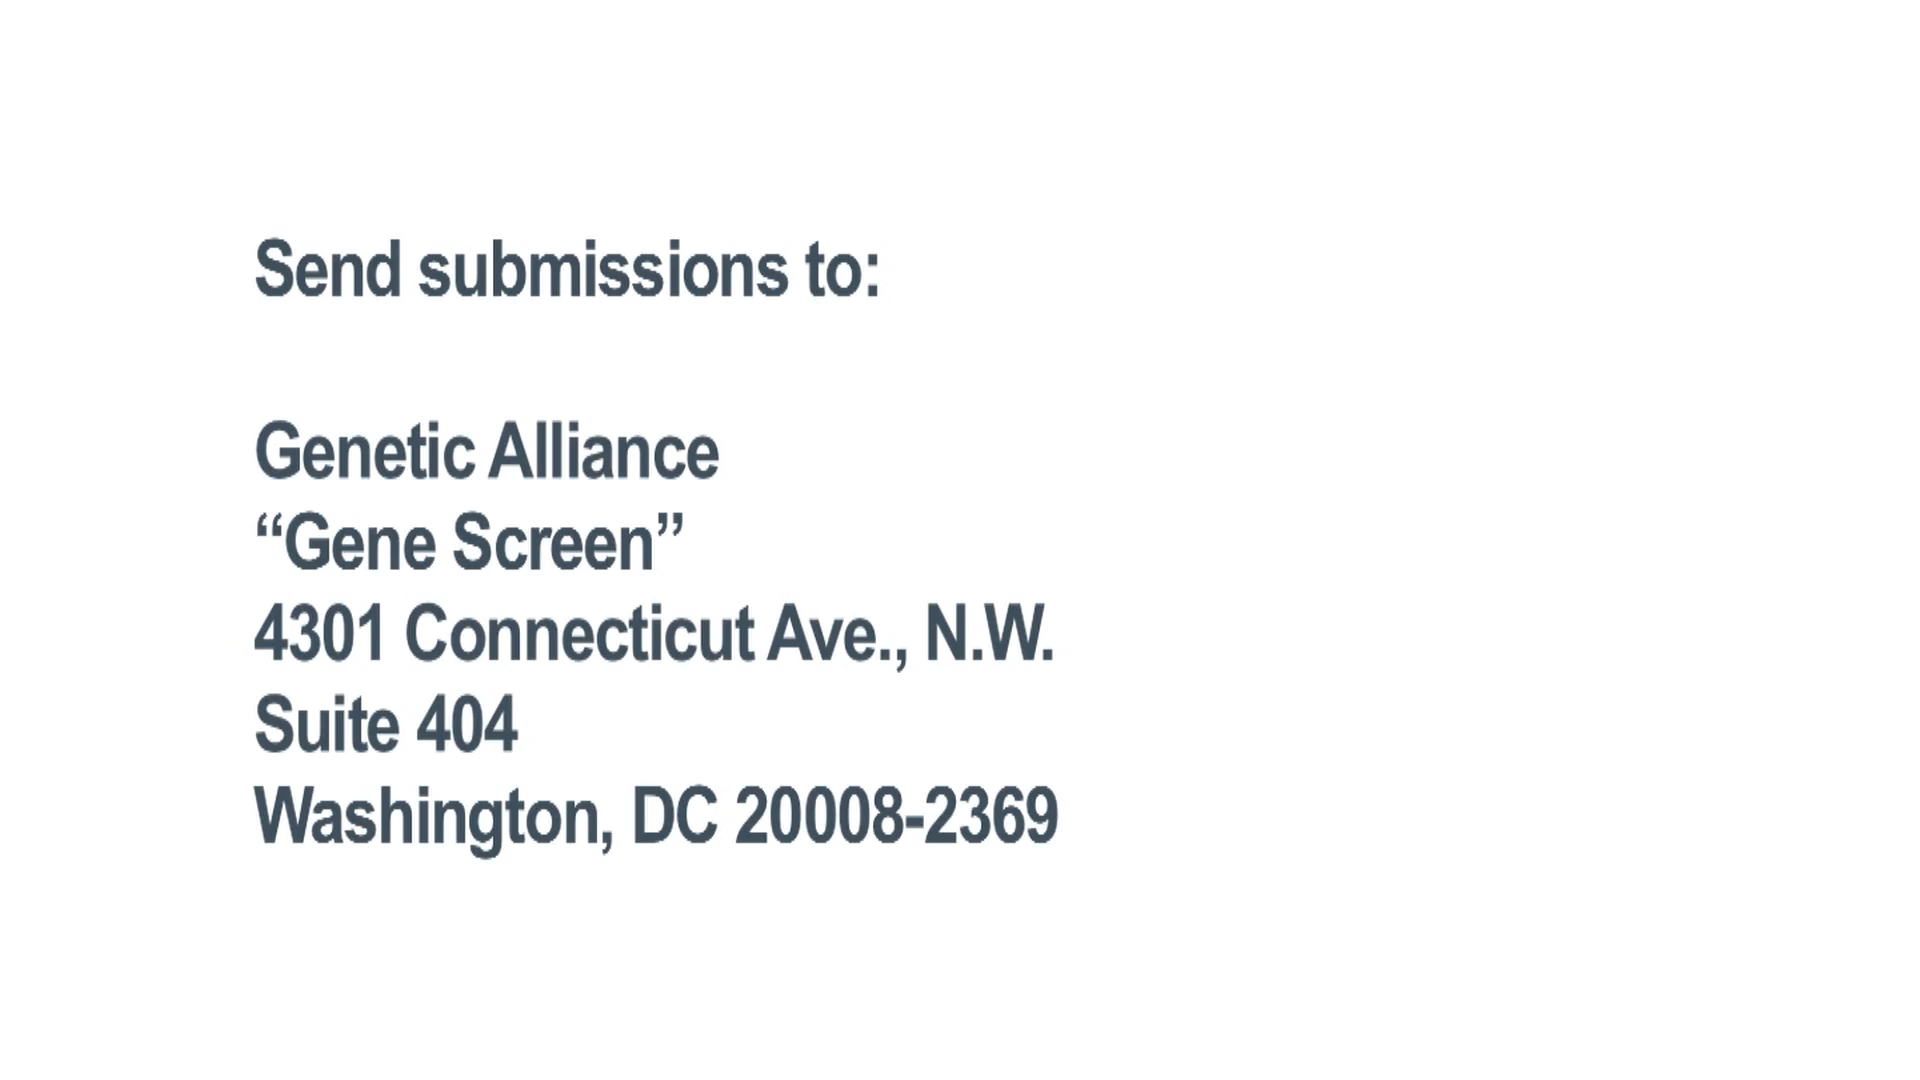 Send submissions to:
Genetic Alliance
“Gene Screen”
4301 Connecticut Ave., N.W.
Suite 404
Washington, DC 20008-2369